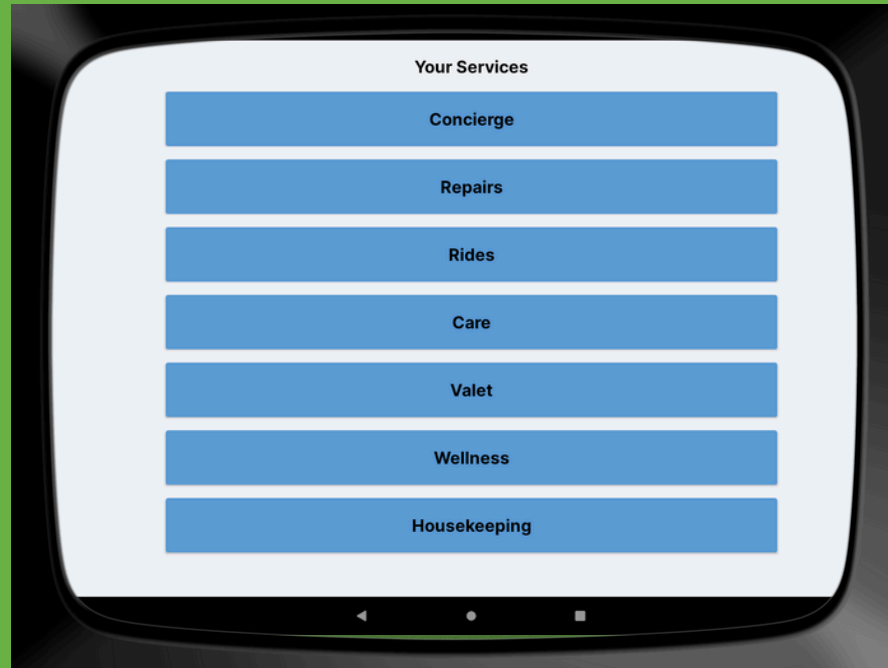 Your Services
Concierge
Repairs
Rides
Care
Valet
Wellness
Housekeeping